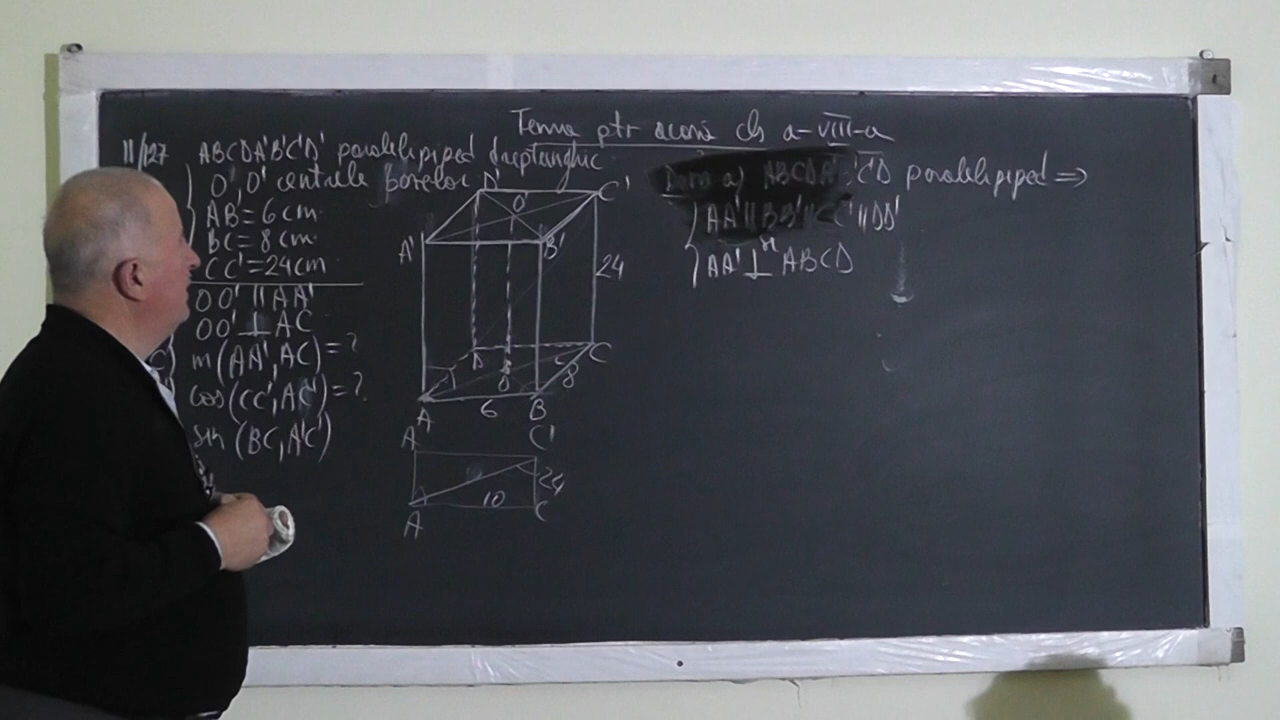 Tema ptr acasă cls a-VIII-a
11/127 ABCDA'B'C'D' paralelipiped dreptunghic
O', O' centrele bazelor
AB=6cm
BC=8cm
CC'=24cm
OO' || AA'
OO' ⊥ AC
C) m(AA', AC)=?
cos(CC', AC')=?
sin(BC, A'C')
D' C'
O'
A' B'
24
D C
O 8
A 6 B
A' C'
24
10
A C
Dem a) ABCDA' C'D paralelipiped ⇒
AA' || BB' || CC' || DD'
AA' ⊥ ABCD